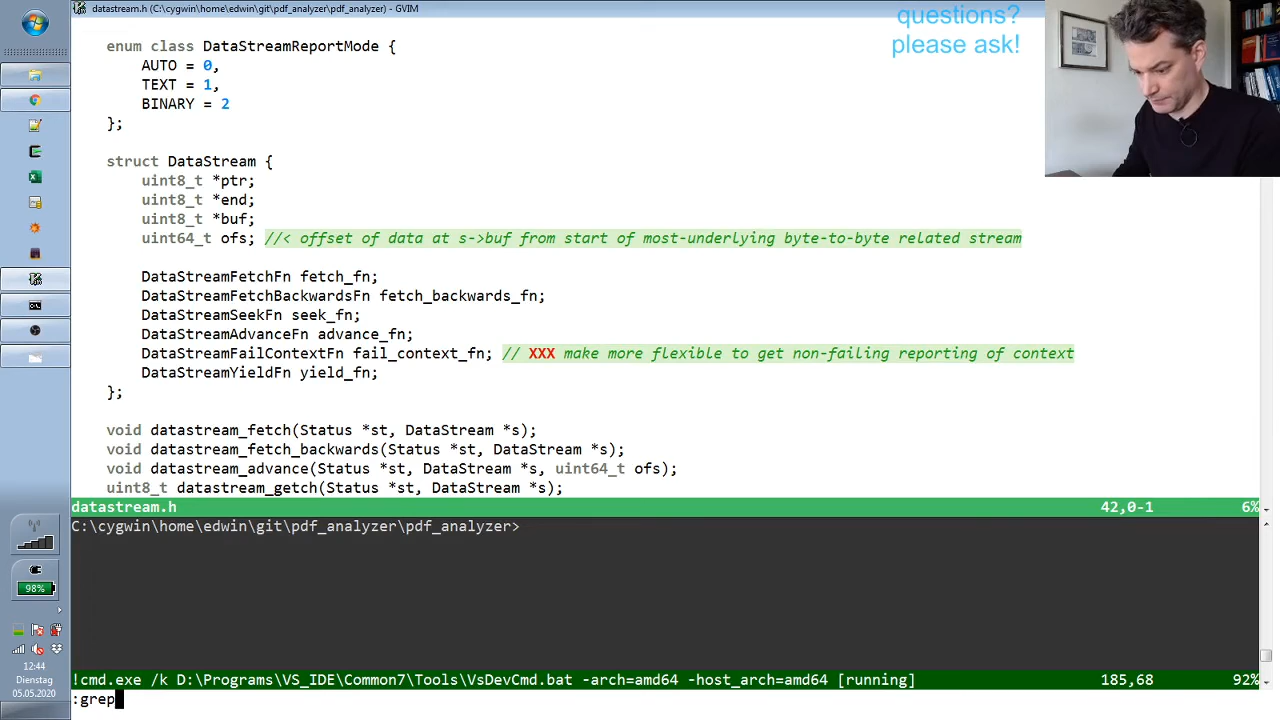 datastream.h (C:\cygwin\home\edwin\git\pdf_analyzer\pdf_analyzer) - GVIM
questions?
please ask!
enum class DataStreamReportMode {
AUTO = 0,
TEXT = 1,
BINARY = 2
};
struct DataStream {
uint8_t *ptr;
uint8_t *end;
uint8_t *buf;
uint64_t ofs; //< offset of data at s->buf from start of most-underlying byte-to-byte related stream
DataStreamFetchFn fetch_fn;
DataStreamFetchBackwardsFn fetch_backwards_fn;
DataStreamSeekFn seek_fn;
DataStreamAdvanceFn advance_fn;
DataStreamFailContextFn fail_context_fn; // XXX make more flexible to get non-failing reporting of context
DataStreamYieldFn yield_fn;
};
void datastream_fetch(Status *st, DataStream *s);
void datastream_fetch_backwards(Status *st, DataStream *s);
void datastream_advance(Status *st, DataStream *s, uint64_t ofs);
uint8_t datastream_getch(Status *st, DataStream *s);
datastream.h 42,0-1 6%
C:\cygwin\home\edwin\git\pdf_analyzer\pdf_analyzer>
!cmd.exe /k D:\Programs\VS_IDE\Common7\Tools\VsDevCmd.bat -arch=amd64 -host_arch=amd64 [running] 185,68 92%
:grep
98%
12:44
Dienstag
05.05.2020